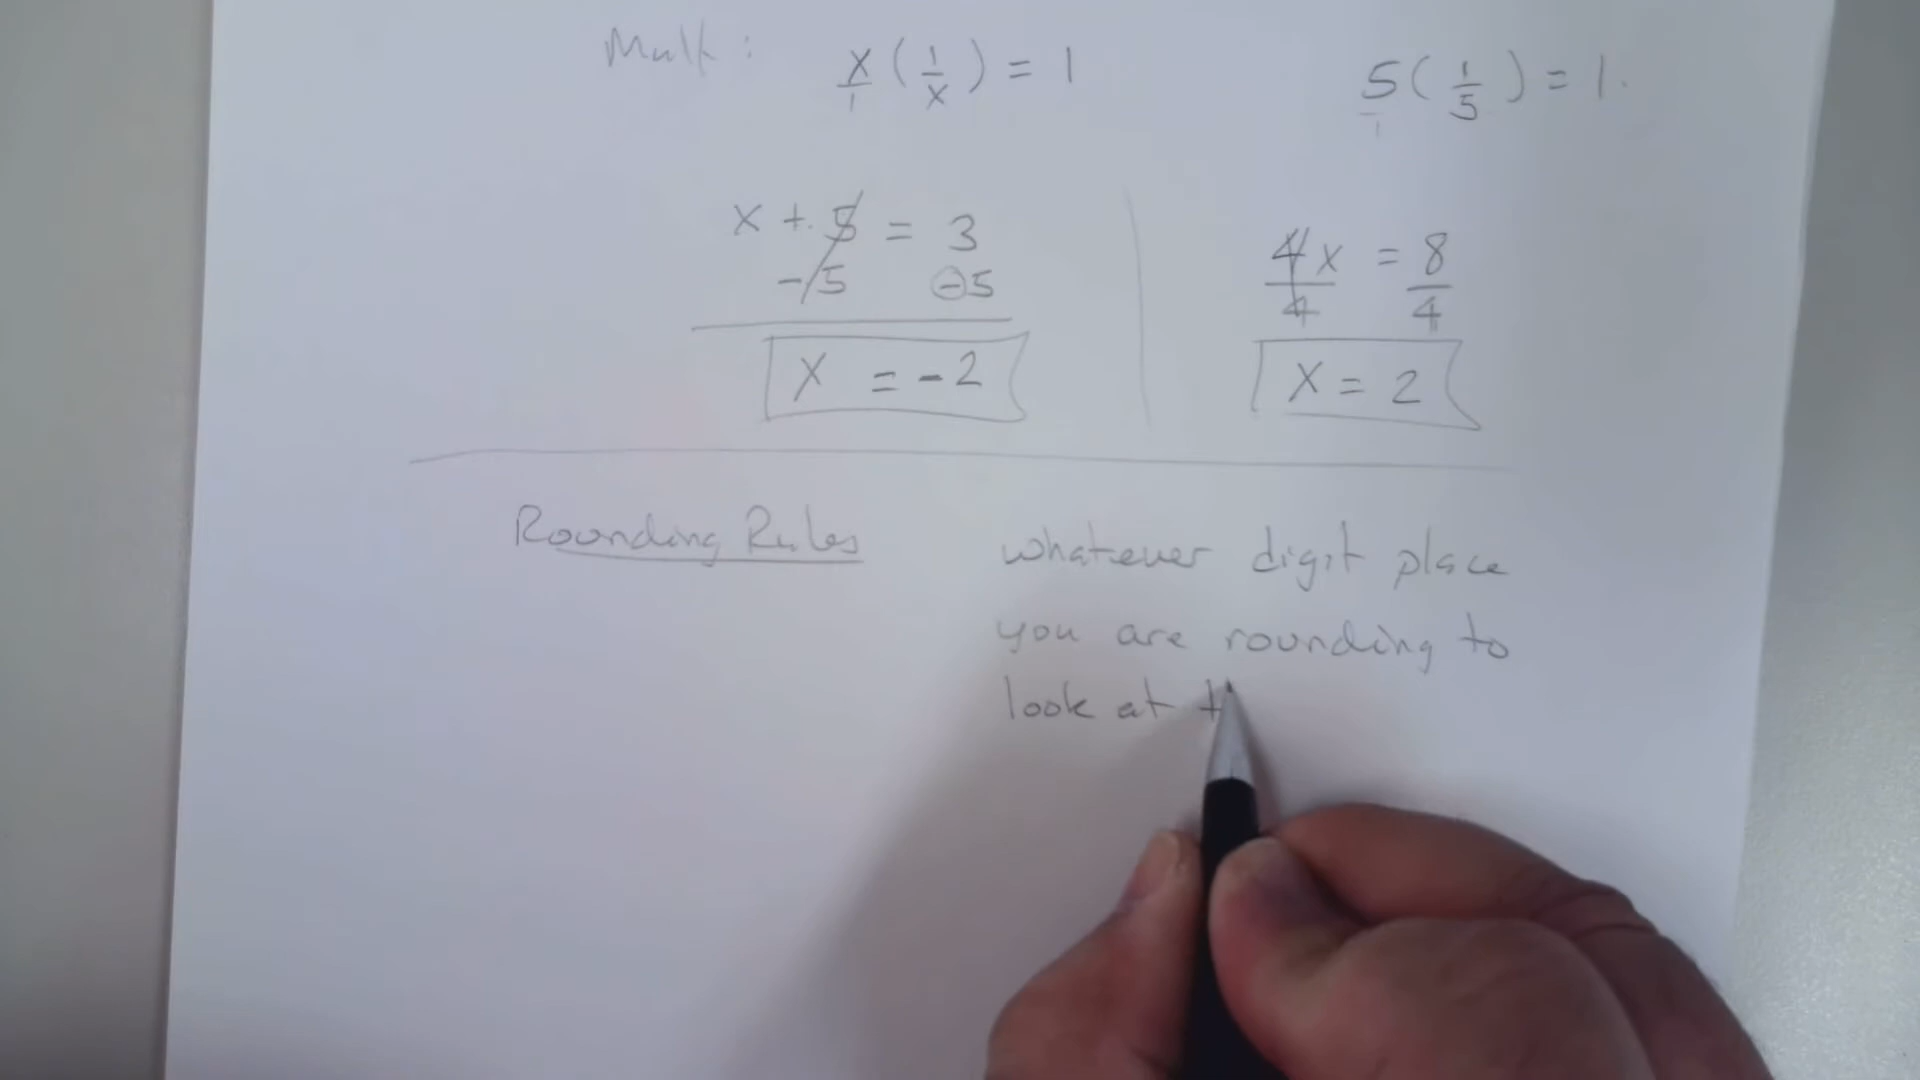 Mult: x/1 (1/x) = 1 5/1 (1/5) = 1.
x + 5 = 3
-5 -5
x = -2
4x/4 = 8/4
x = 2
Rounding Rules
whatever digit place
you are rounding to
look at t